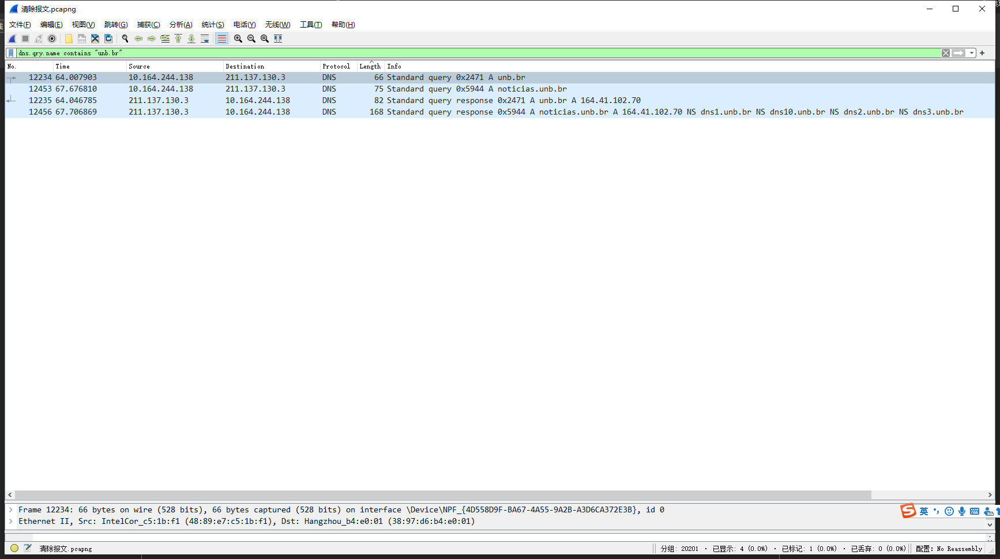 清除报文.pcapng
文件(F) 编辑(E) 视图(V) 跳转(G) 捕获(C) 分析(A) 统计(S) 电话(Y) 无线(W) 工具(T) 帮助(H)
dns.qry.name contains "unb.br"
No. Time Source Destination Protocol Length Info
12234 64.007903 10.164.244.138 211.137.130.3 DNS 66 Standard query 0x2471 A unb.br
12453 67.676810 10.164.244.138 211.137.130.3 DNS 75 Standard query 0x5944 A noticias.unb.br
12235 64.046785 211.137.130.3 10.164.244.138 DNS 82 Standard query response 0x2471 A unb.br A 164.41.102.70
12456 67.706869 211.137.130.3 10.164.244.138 DNS 168 Standard query response 0x5944 A noticias.unb.br A 164.41.102.70 NS dns1.unb.br NS dns10.unb.br NS dns2.unb.br NS dns3.unb.br
Frame 12234: 66 bytes on wire (528 bits), 66 bytes captured (528 bits) on interface \Device\NPF_{4D558D9F-BA67-4A55-9A2B-A3D6CA372E3B}, id 0
英
Ethernet II, Src: IntelCor_c5:1b:f1 (48:89:e7:c5:1b:f1), Dst: Hangzhou_b4:e0:01 (38:97:d6:b4:e0:01)
清除报文.pcapng 分组: 20201 · 已显示: 4 (0.0%) · 已标记: 1 (0.0%) · 已丢弃: 0 (0.0%) 配置: No Reassembly